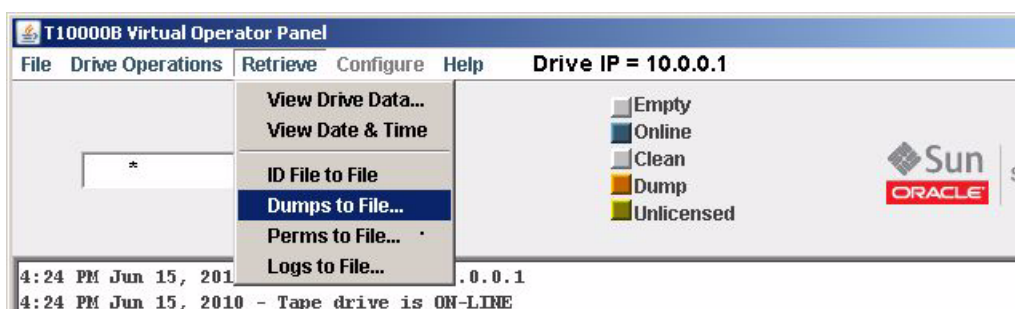 T10000B Virtual Operator Panel
File Drive Operations Retrieve Configure Help Drive IP = 10.0.0.1
View Drive Data...
View Date & Time
ID File to File
Dumps to File...
Perms to File...
Logs to File...
*
Empty
Online
Clean
Dump
Unlicensed
Sun
ORACLE
4:24 PM Jun 15, 201 .0.0.1
4:24 PM Jun 15, 2010 - Tape drive is ON-LINE